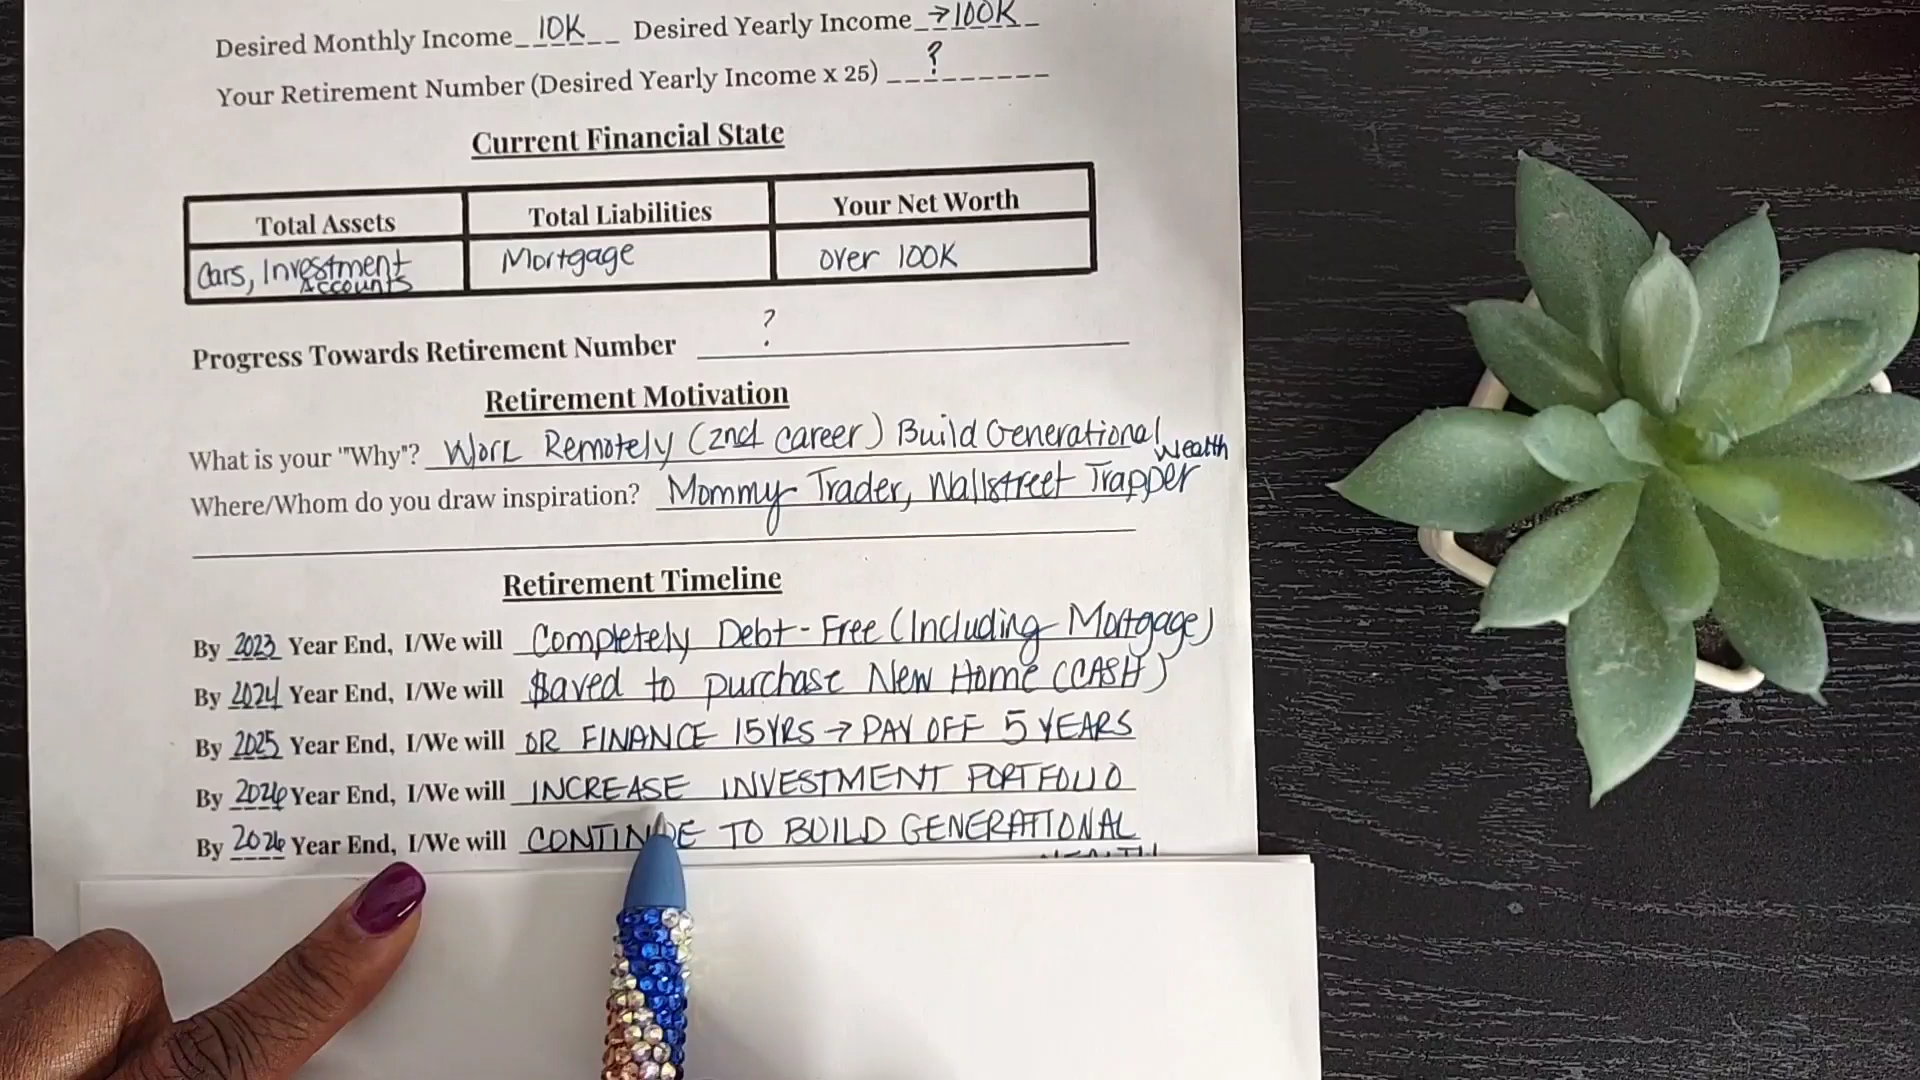 Desired Monthly Income 10K Desired Yearly Income →100K
Your Retirement Number (Desired Yearly Income x 25) ?
Current Financial State
Total Assets Total Liabilities Your Net Worth
Cars, Investment Accounts Mortgage over 100K
Progress Towards Retirement Number ?
Retirement Motivation
What is your '"Why"? Work Remotely (2nd career) Build Generational Wealth
Where/Whom do you draw inspiration? Mommy Trader, Wallstreet Trapper
Retirement Timeline
By 2023 Year End, I/We will Completely Debt-Free (Including Mortgage)
By 2024 Year End, I/We will $aved to purchase New Home (CASH)
By 2025 Year End, I/We will OR FINANCE 15YRS → PAY OFF 5 YEARS
By 2026 Year End, I/We will INCREASE INVESTMENT PORTFOLIO
By 2026 Year End, I/We will CONTINUE TO BUILD GENERATIONAL